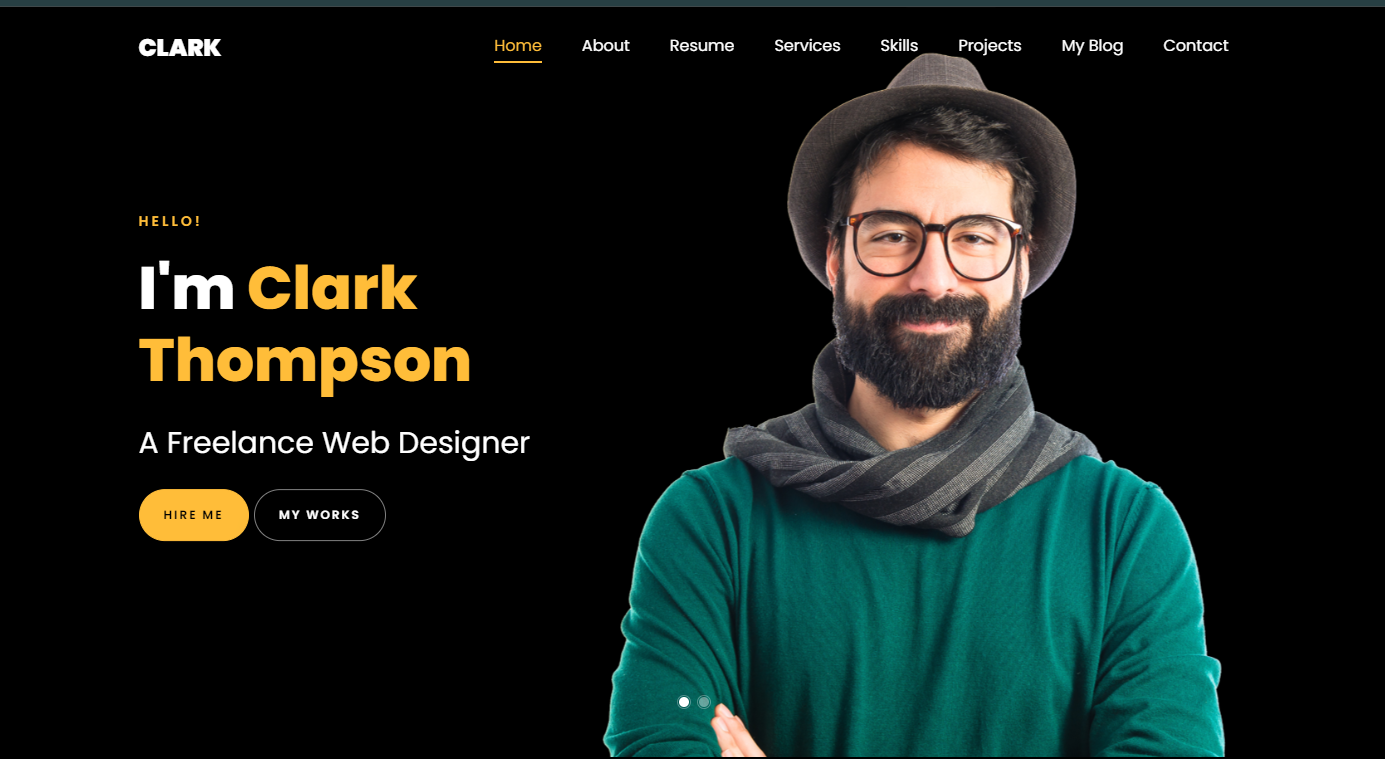 CLARK
Home About Resume Services Skills Projects My Blog Contact
HELLO!
I'm Clark
Thompson
A Freelance Web Designer
HIRE ME MY WORKS